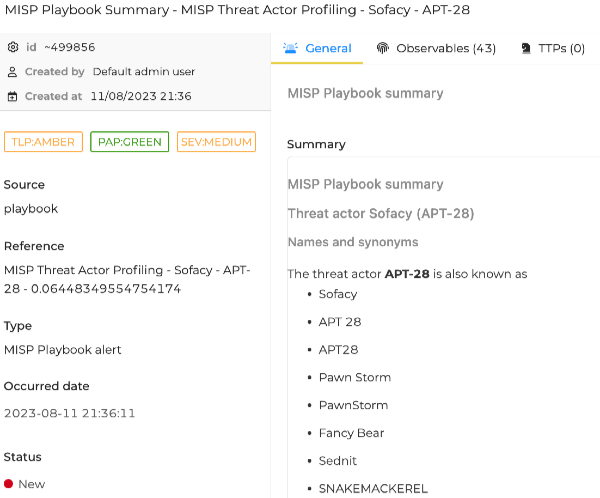 MISP Playbook Summary - MISP Threat Actor Profiling - Sofacy - APT-28
id ~499856
Created by Default admin user
Created at 11/08/2023 21:36
TLP:AMBER PAP:GREEN SEV:MEDIUM
Source
playbook
Reference
MISP Threat Actor Profiling - Sofacy - APT-
28 - 0.06448349554754174
Type
MISP Playbook alert
Occurred date
2023-08-11 21:36:11
Status
New
General Observables (43) TTPs (0)
MISP Playbook summary
Summary
MISP Playbook summary
Threat actor Sofacy (APT-28)
Names and synonyms
The threat actor APT-28 is also known as
• Sofacy
• APT 28
• APT28
• Pawn Storm
• PawnStorm
• Fancy Bear
• Sednit
• SNAKEMACKEREL